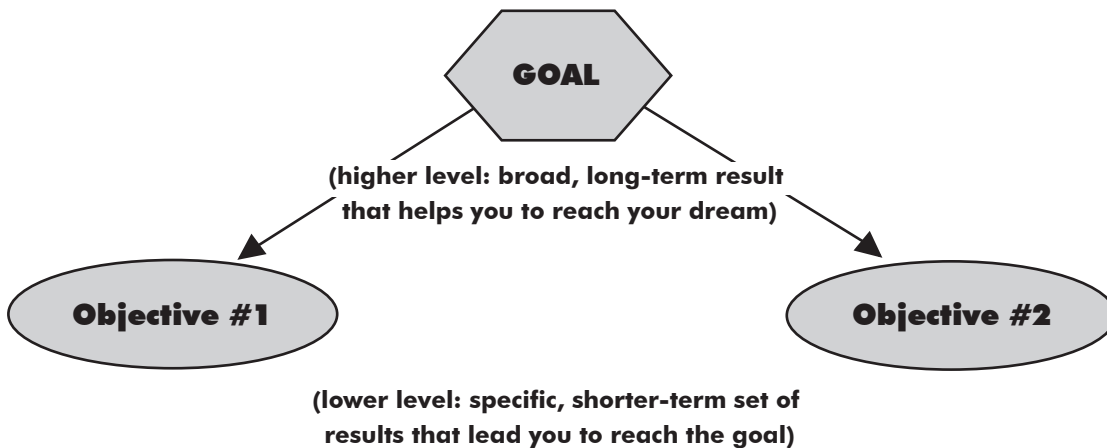 GOAL
(higher level: broad, long-term result
that helps you to reach your dream)
Objective #1
Objective #2
(lower level: specific, shorter-term set of
results that lead you to reach the goal)